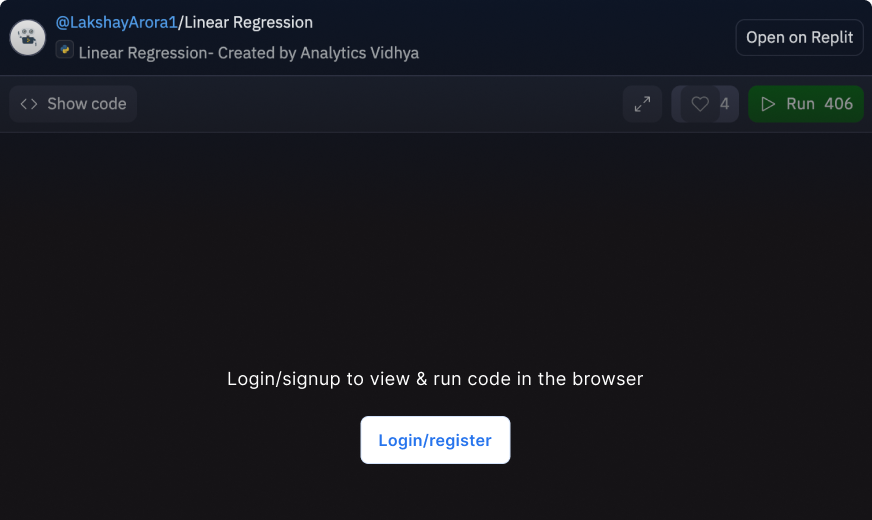 @LakshayArora1/Linear Regression
Open on Replit
Linear Regression- Created by Analytics Vidhya
<> Show code
4
Run 406
Login/signup to view & run code in the browser
Login/register